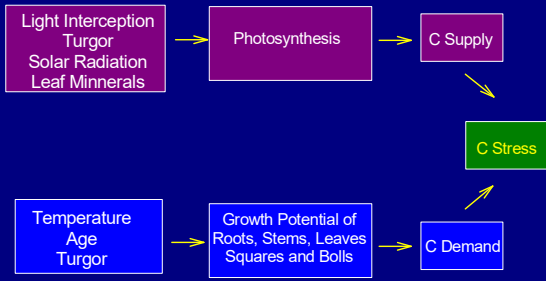 Light Interception
Turgor
Solar Radiation
Leaf Minnerals
Photosynthesis
C Supply
C Stress
Temperature
Age
Turgor
Growth Potential of
Roots, Stems, Leaves
Squares and Bolls
C Demand